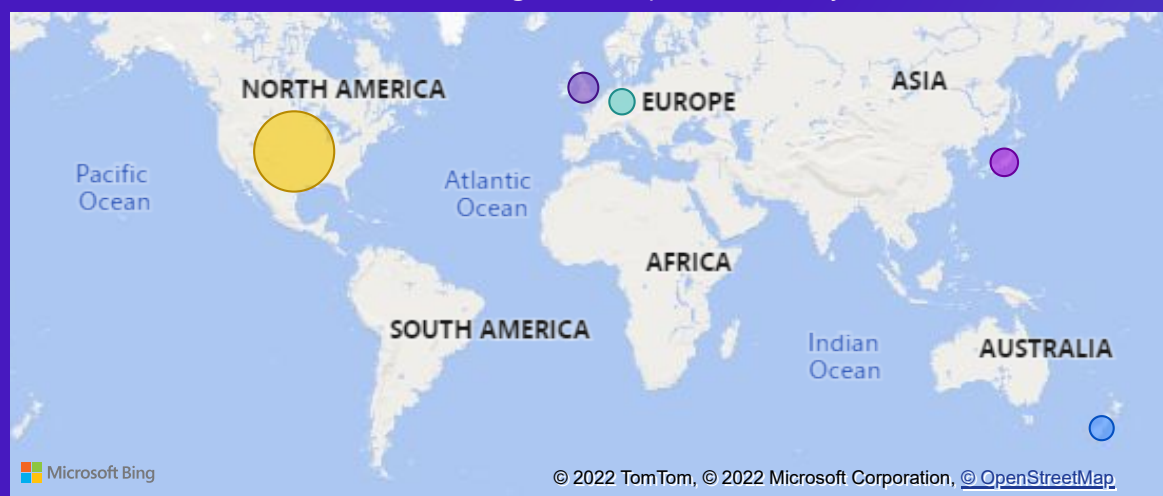 NORTH AMERICA
EUROPE
ASIA
Pacific
Ocean
Atlantic
Ocean
AFRICA
SOUTH AMERICA
Indian
Ocean
AUSTRALIA
Microsoft Bing
© 2022 TomTom, © 2022 Microsoft Corporation, © OpenStreetMap